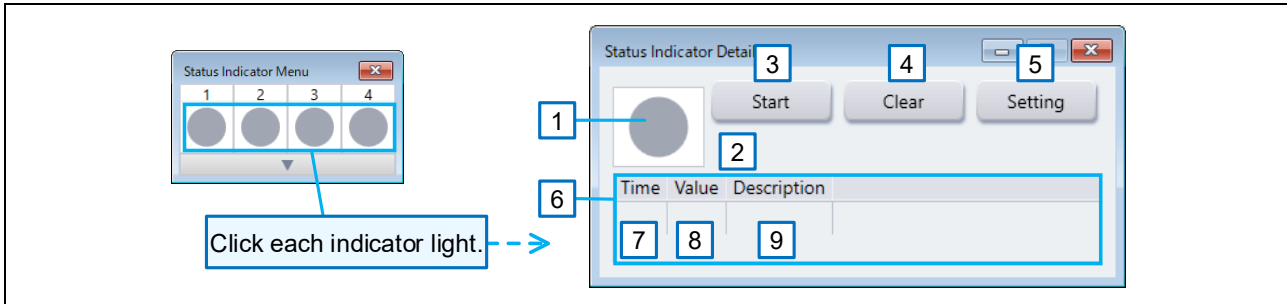 Status Indicator Menu
1 2 3 4
Click each indicator light.
Status Indicator Detail
3 4 5
Start Clear Setting
1
2
6
Time Value Description
7 8 9